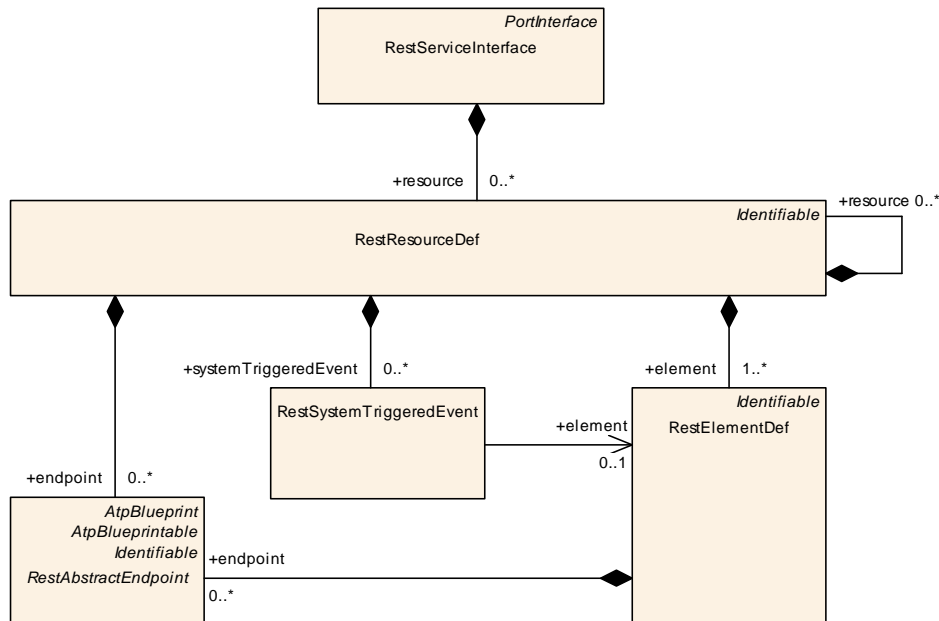 PortInterface
RestServiceInterface
+resource 0..*
+resource 0..*
Identifiable
RestResourceDef
+systemTriggeredEvent 0..*
+element 1..*
RestSystemTriggeredEvent
Identifiable
RestElementDef
+element
0..1
+endpoint 0..*
AtpBlueprint
AtpBlueprintable
Identifiable
RestAbstractEndpoint
+endpoint
0..*